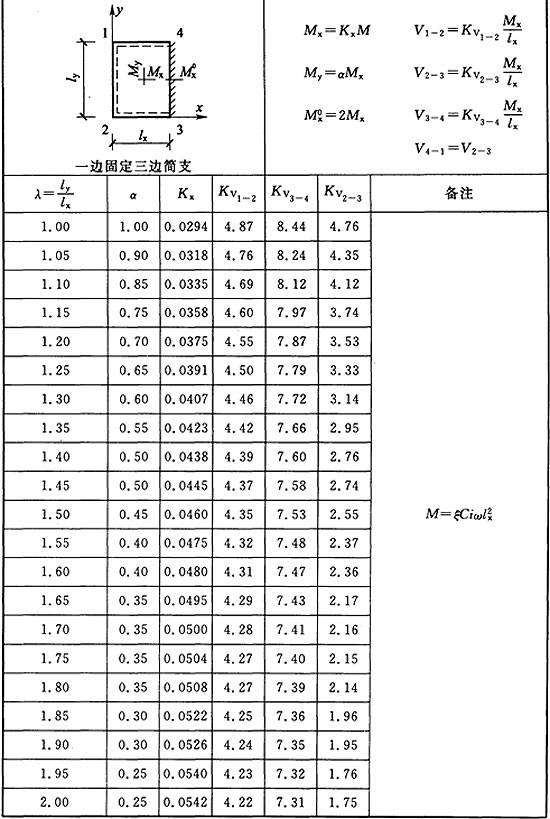 y
1 4
l_y M_y M_x M_x^0
x
2 l_x 3
一边固定三边简支
M_x=K_xM V_{1-2}=K_{V_{1-2}} M_x/l_x
M_y=αM_x V_{2-3}=K_{V_{2-3}} M_x/l_x
M_x^0=2M_x V_{3-4}=K_{V_{3-4}} M_x/l_x
V_{4-1}=V_{2-3}
λ=l_y/l_x α K_x K_{V_{1-2}} K_{V_{3-4}} K_{V_{2-3}} 备注
1.00 1.00 0.0294 4.87 8.44 4.76
1.05 0.90 0.0318 4.76 8.24 4.35
1.10 0.85 0.0335 4.69 8.12 4.12
1.15 0.75 0.0358 4.60 7.97 3.74
1.20 0.70 0.0375 4.55 7.87 3.53
1.25 0.65 0.0391 4.50 7.79 3.33
1.30 0.60 0.0407 4.46 7.72 3.14
1.35 0.55 0.0423 4.42 7.66 2.95
1.40 0.50 0.0438 4.39 7.60 2.76
1.45 0.50 0.0445 4.37 7.58 2.74
1.50 0.45 0.0460 4.35 7.53 2.55 M=ξCiωl_x^2
1.55 0.40 0.0475 4.32 7.48 2.37
1.60 0.40 0.0480 4.31 7.47 2.36
1.65 0.35 0.0495 4.29 7.43 2.17
1.70 0.35 0.0500 4.28 7.41 2.16
1.75 0.35 0.0504 4.27 7.40 2.15
1.80 0.35 0.0508 4.27 7.39 2.14
1.85 0.30 0.0522 4.25 7.36 1.96
1.90 0.30 0.0526 4.24 7.35 1.95
1.95 0.25 0.0540 4.23 7.32 1.76
2.00 0.25 0.0542 4.22 7.31 1.75